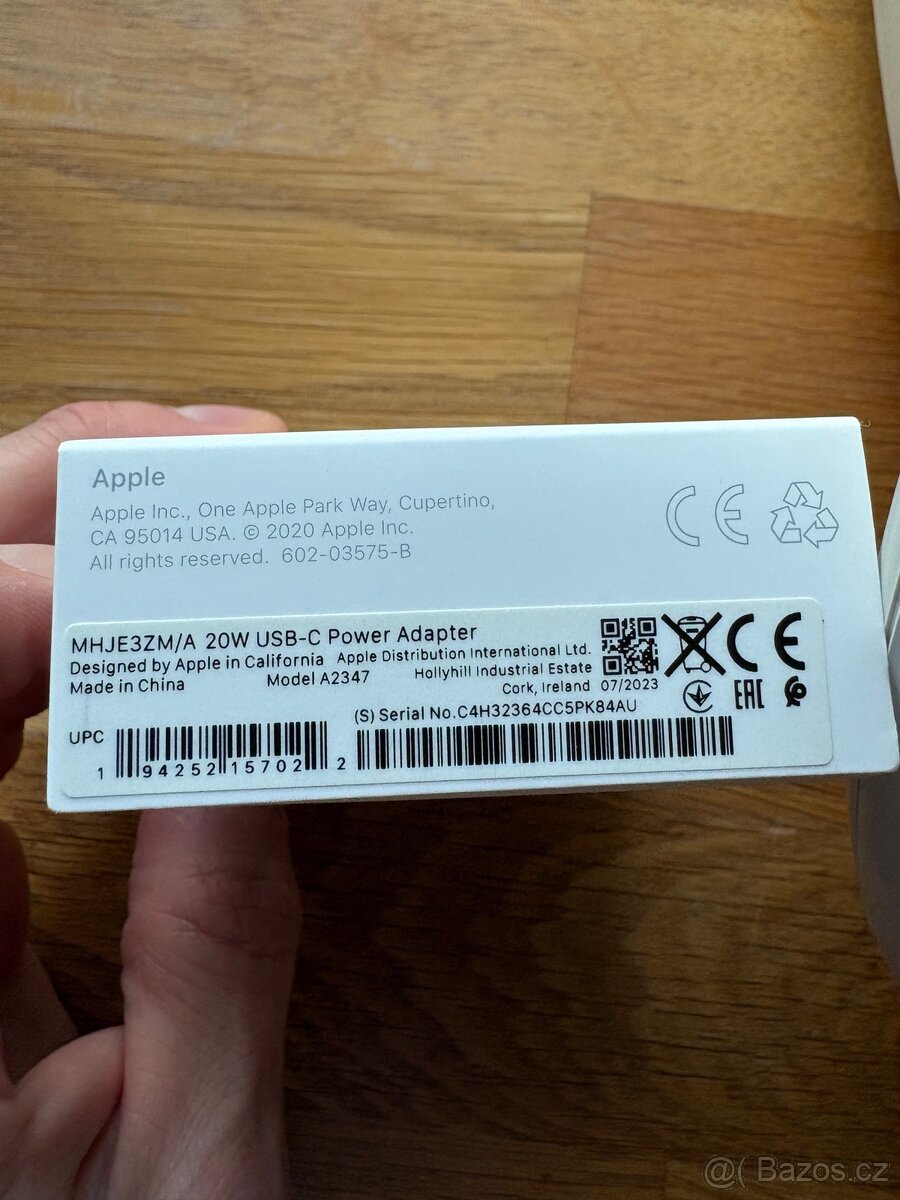 Apple
Apple Inc., One Apple Park Way, Cupertino,
CA 95014 USA. © 2020 Apple Inc.
All rights reserved. 602-03575-B
CE
MHJE3ZM/A 20W USB-C Power Adapter
Designed by Apple in California
Made in China
Model A2347
Apple Distribution International Ltd.
Hollyhill Industrial Estate
Cork, Ireland 07/2023
CE
EAC
(S) Serial No.C4H32364CC5PK84AU
UPC
1 94252 15702 2
@( Bazos.cz